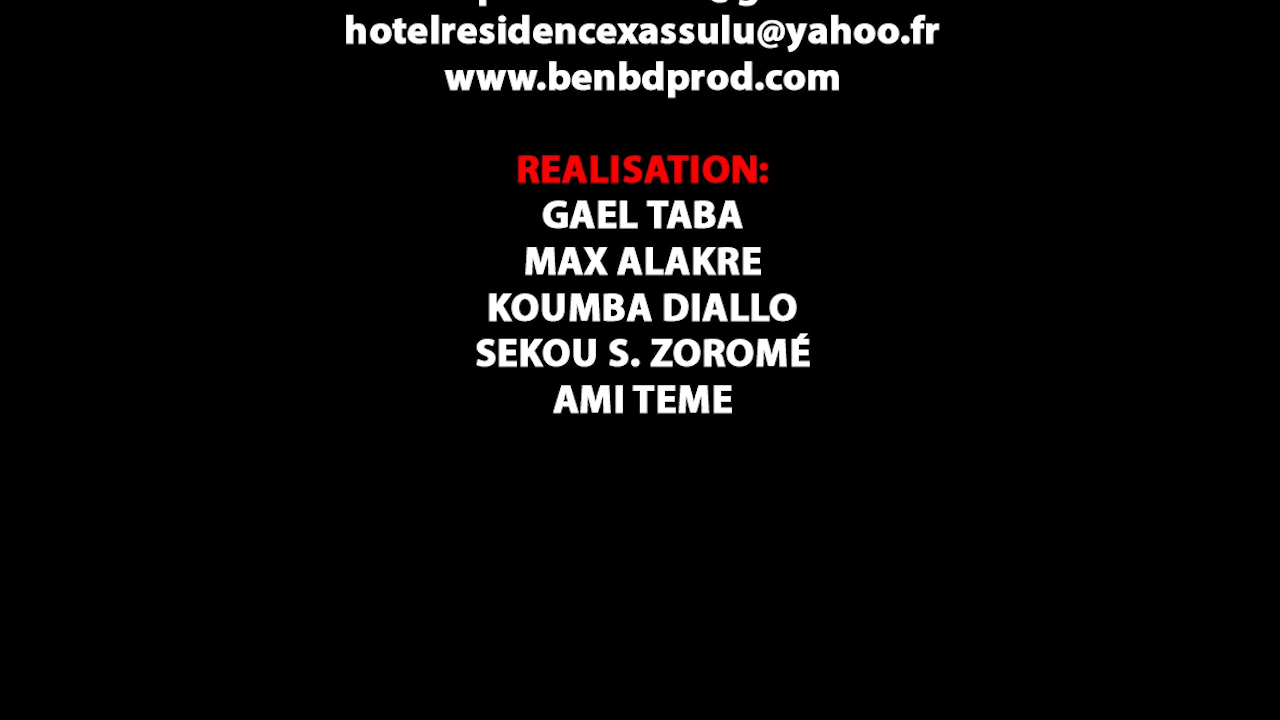 hotelresidencexassulu@yahoo.fr
www.benbdprod.com
REALISATION:
GAEL TABA
MAX ALAKRE
KOUMBA DIALLO
SEKOU S. ZOROMÉ
AMI TEME